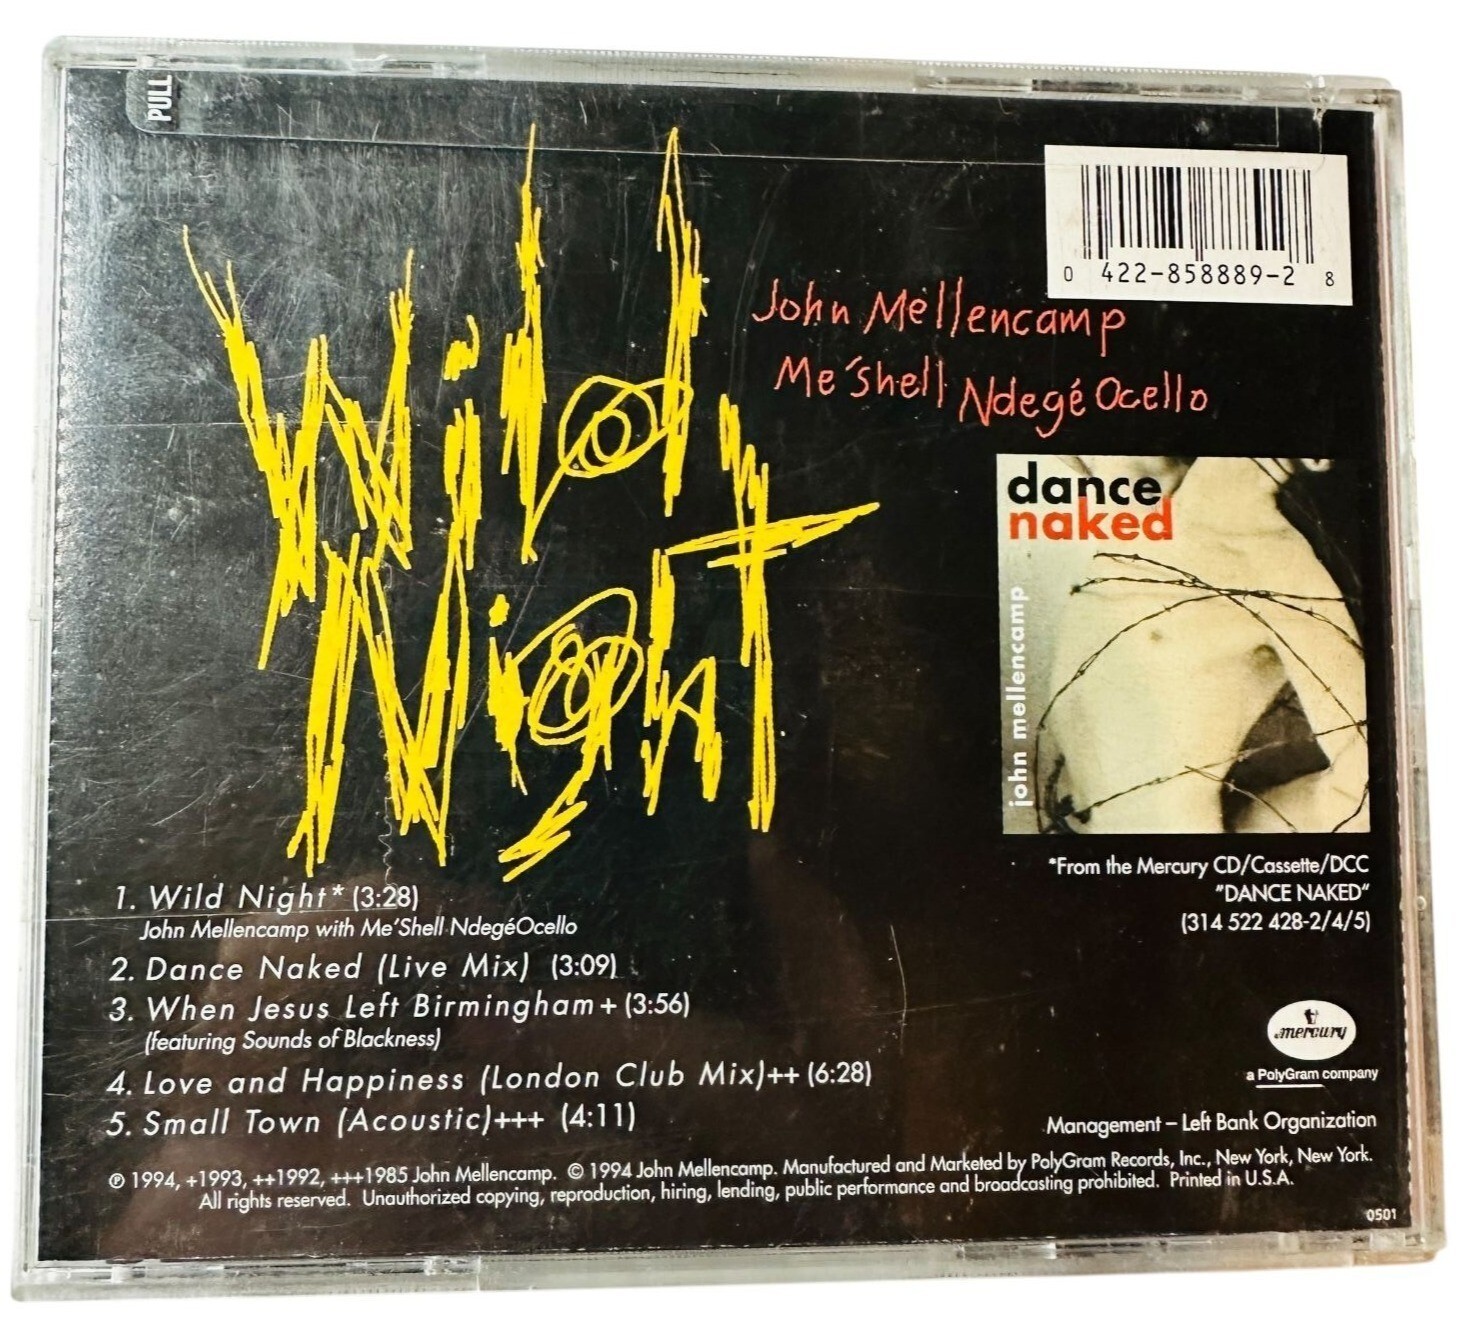 PULL
Wild
Night
0 422-858889-2 8
John Mellencamp
Me'shell Ndegé Ocello
dance
naked
john mellencamp
*From the Mercury CD/Cassette/DCC
"DANCE NAKED"
(314 522 428-2/4/5)
1. Wild Night* (3:28)
John Mellencamp with Me'Shell NdegéOcello
2. Dance Naked (Live Mix) (3:09)
3. When Jesus Left Birmingham+ (3:56)
(featuring Sounds of Blackness)
4. Love and Happiness (London Club Mix)++ (6:28)
5. Small Town (Acoustic)+++ (4:11)
mercury
a PolyGram company
Management – Left Bank Organization
℗ 1994, +1993, ++1992, +++1985 John Mellencamp. © 1994 John Mellencamp. Manufactured and Marketed by PolyGram Records, Inc., New York, New York.
All rights reserved. Unauthorized copying, reproduction, hiring, lending, public performance and broadcasting prohibited. Printed in U.S.A.
0501